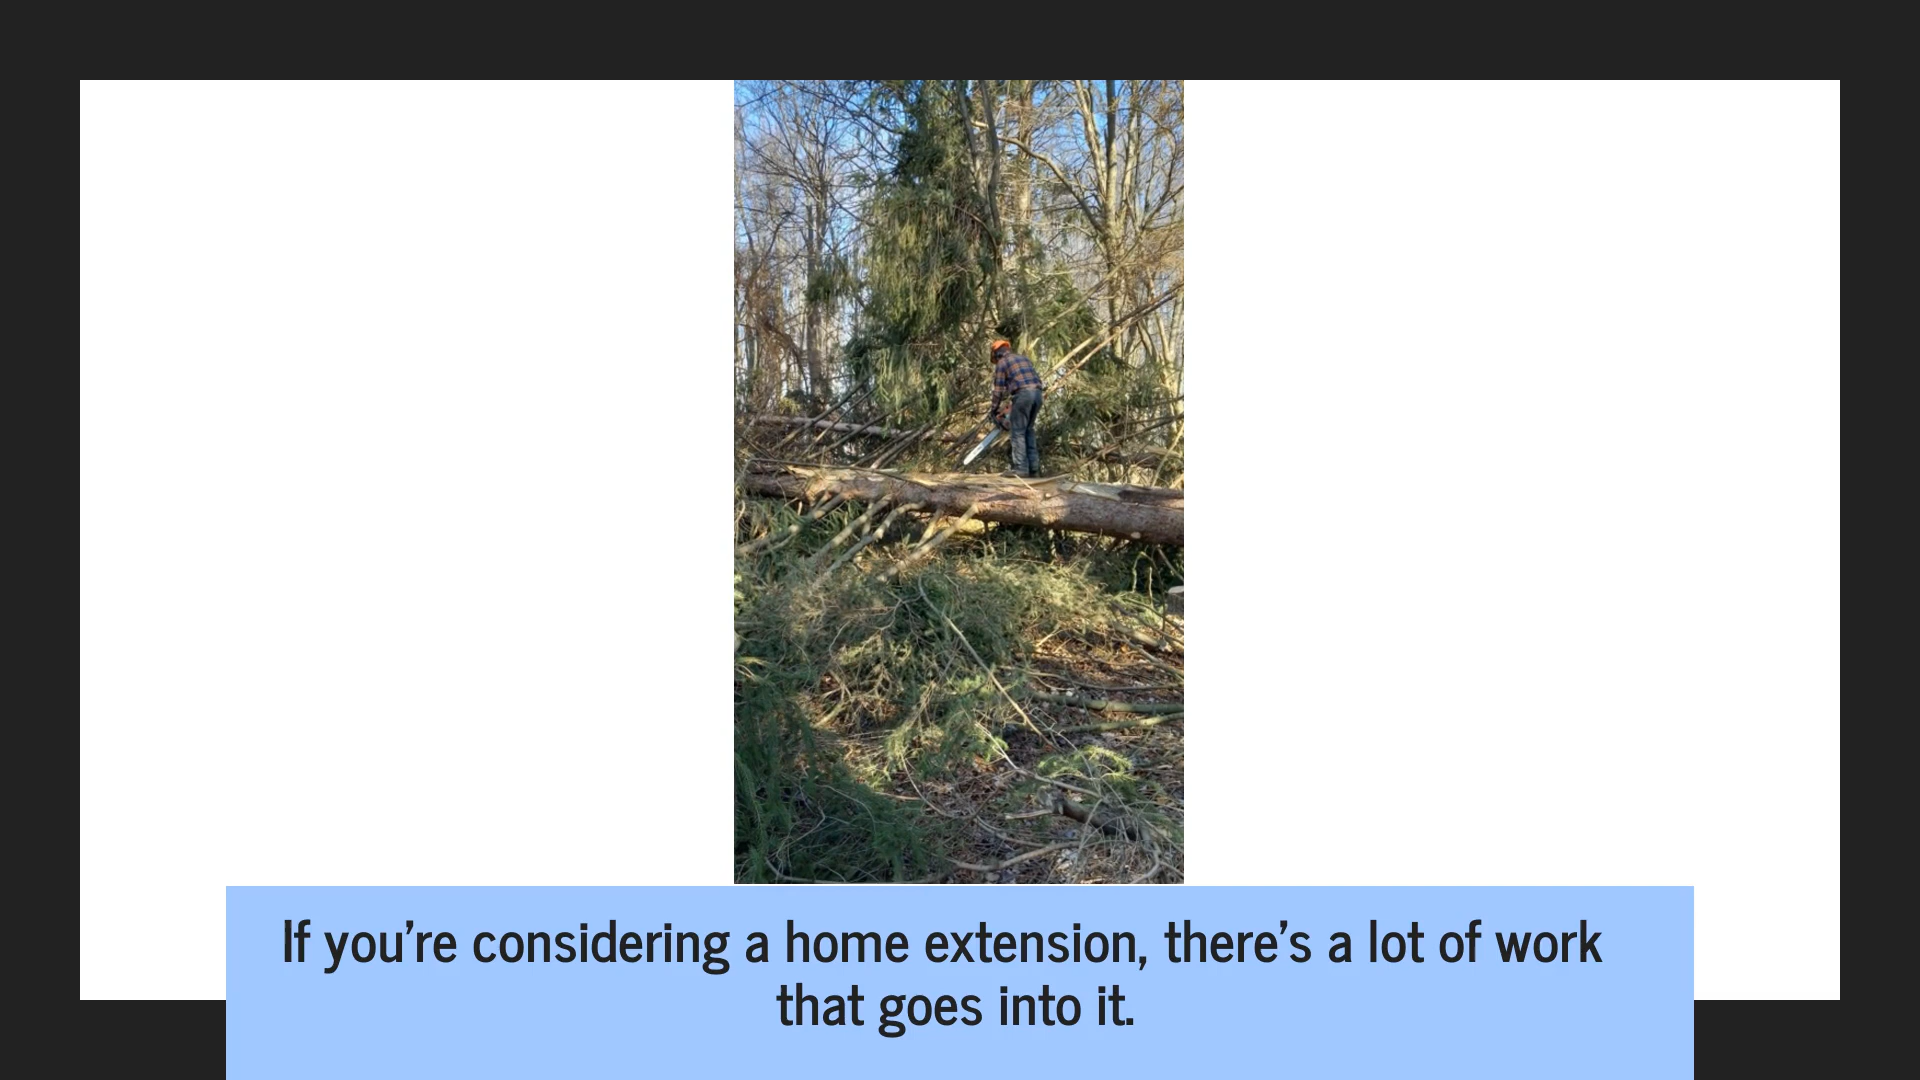 If you’re considering a home extension, there’s a lot of work
that goes into it.